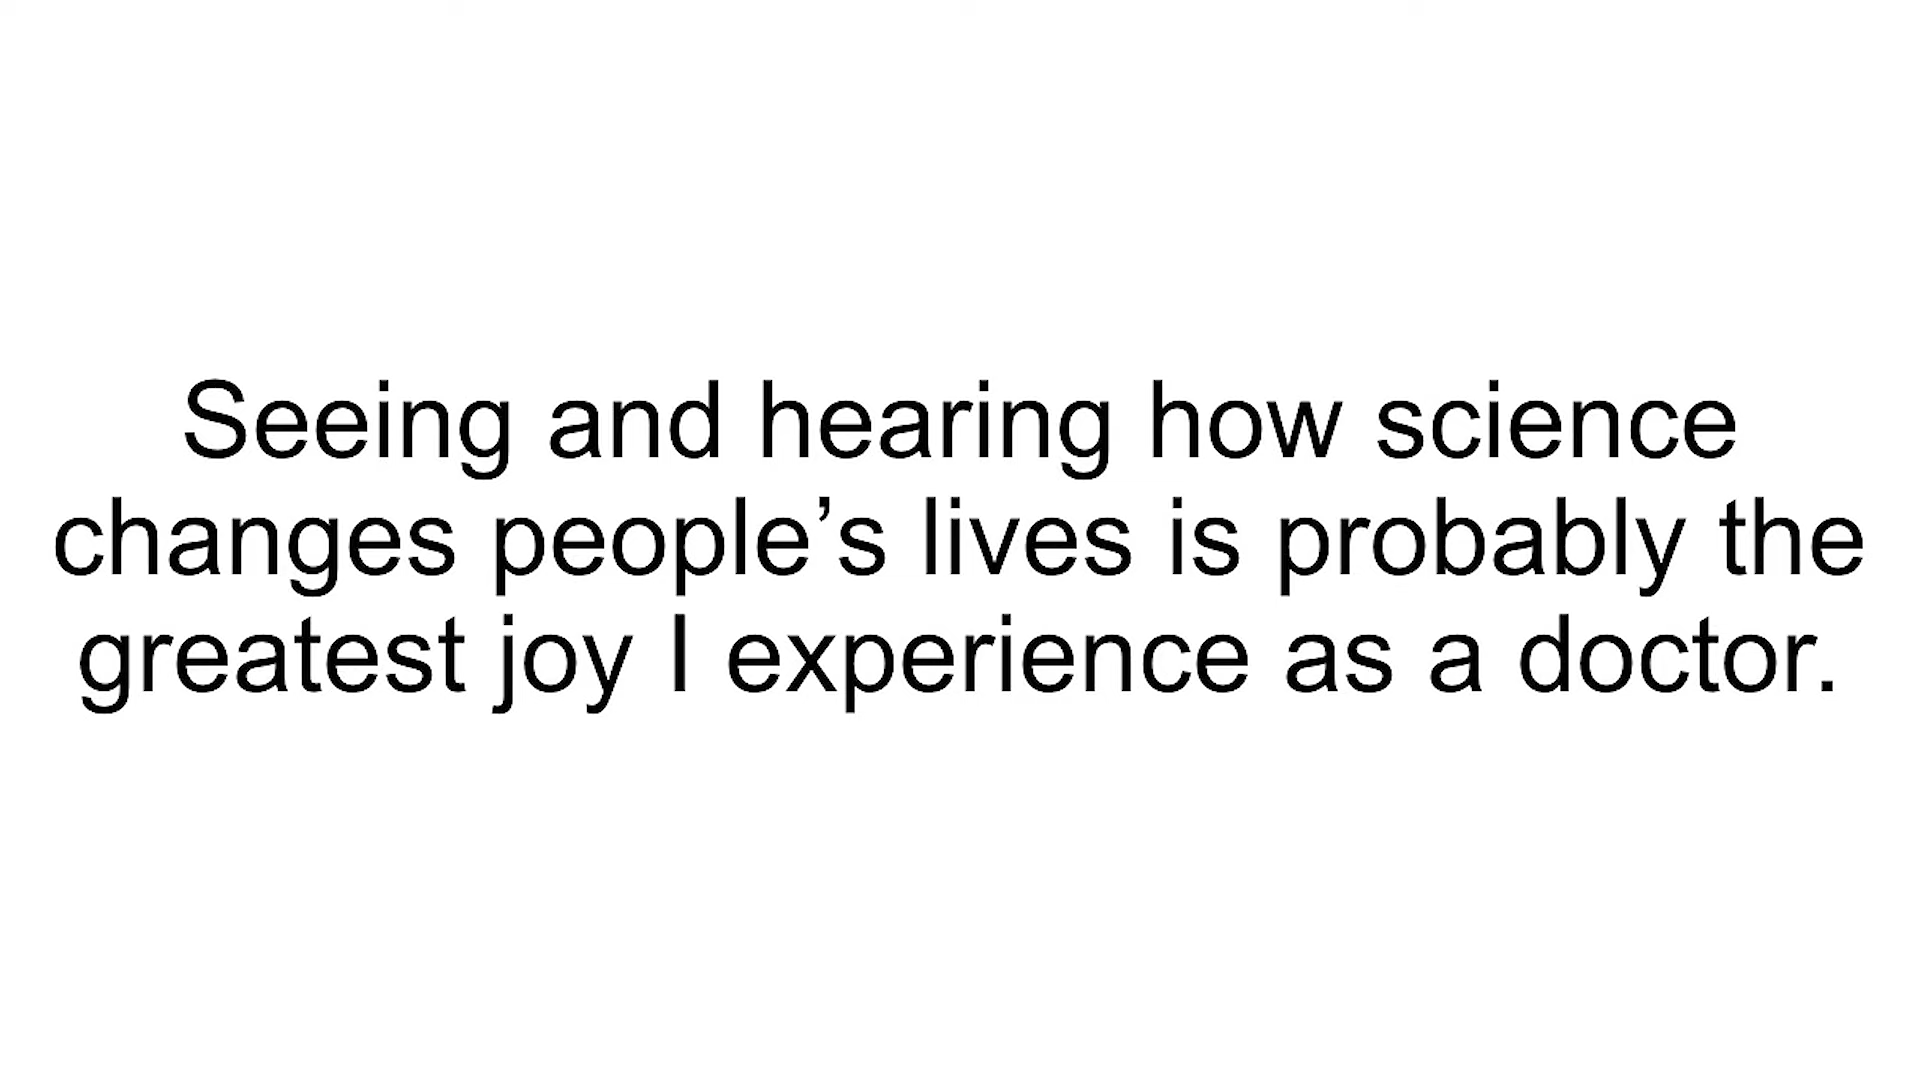 Seeing and hearing how science
changes people’s lives is probably the
greatest joy I experience as a doctor.